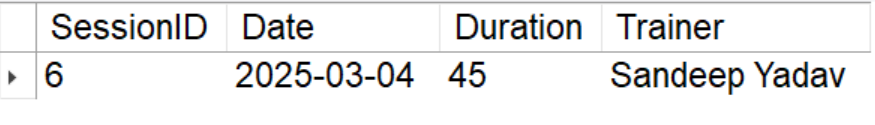 SessionID Date Duration Trainer
6 2025-03-04 45 Sandeep Yadav